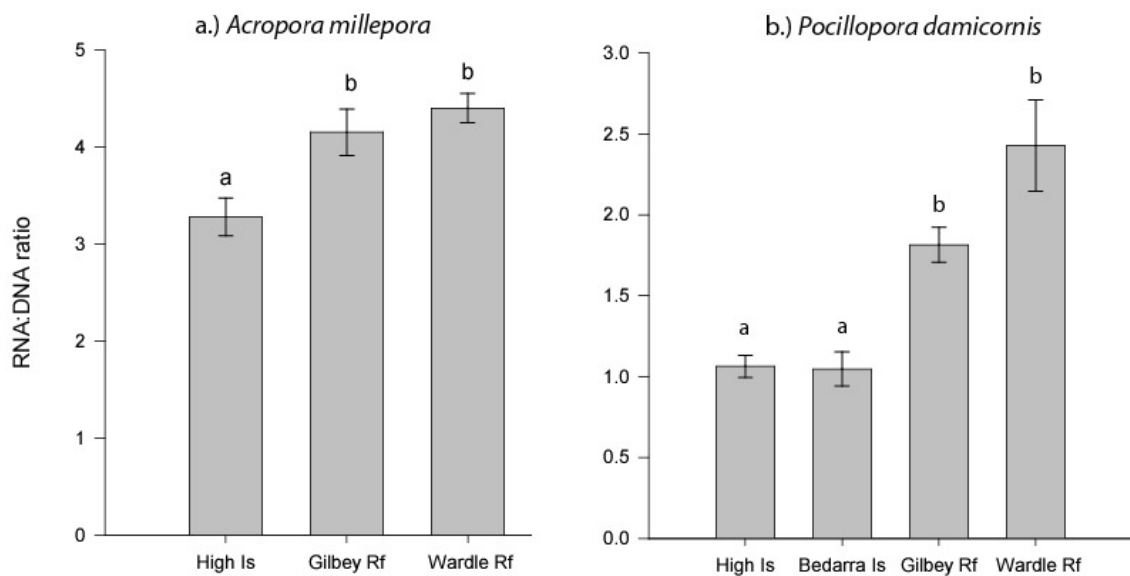 a.) Acropora millepora
RNA:DNA ratio
5
4
3
2
1
0
a
b
b
High Is
Gilbey Rf
Wardle Rf
b.) Pocillopora damicornis
3.0
2.5
2.0
1.5
1.0
0.5
0.0
a
a
b
b
High Is
Bedarra Is
Gilbey Rf
Wardle Rf